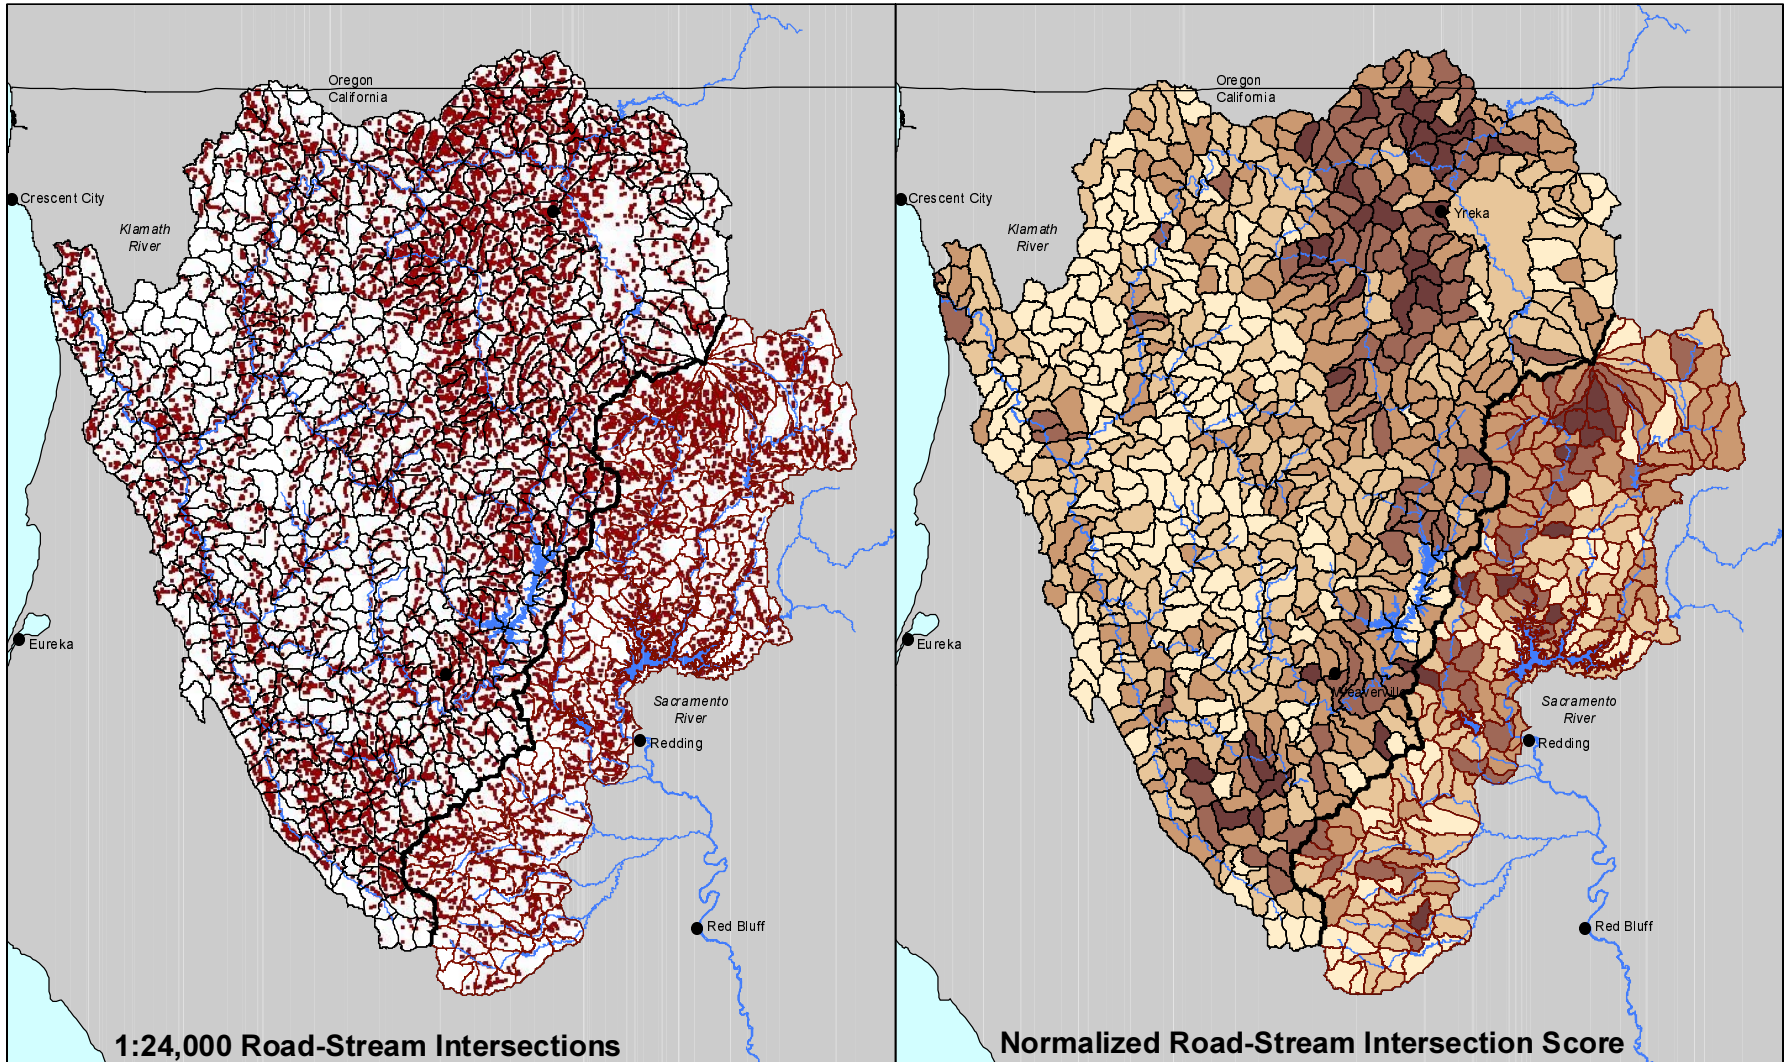 Oregon
California
Crescent City
Klamath
River
Eureka
Sacramento
River
Redding
Red Bluff
1:24,000 Road-Stream Intersections
Oregon
California
Crescent City
Klamath
River
Yreka
Eureka
Weaverville
Sacramento
River
Redding
Red Bluff
Normalized Road-Stream Intersection Score